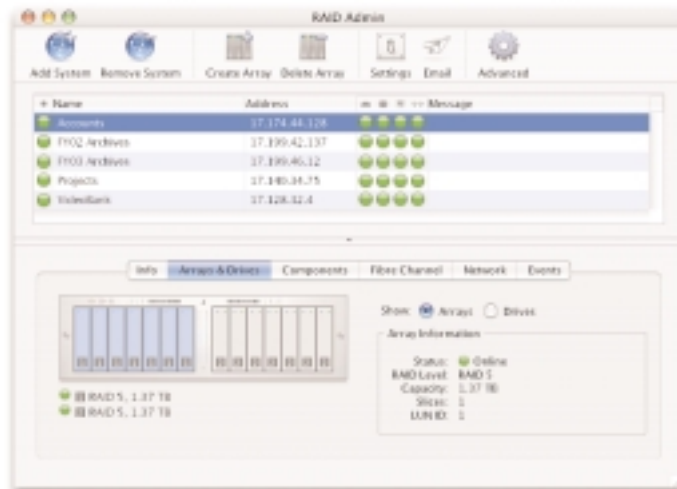 RAID Admin
Add System Remove System Create Array Delete Array Settings Email Advanced
Name Address Message
Accounts 17.174.44.128
FY02 Archives 17.199.42.137
FY03 Archives 17.199.46.12
Projects 17.140.34.75
VideoBank 17.128.32.4
Info Arrays & Drives Components Fibre Channel Network Events
Show: Arrays Drives
Array Information
Status: Online
RAID Level: RAID 5
Capacity: 1.37 TB
Slices: 1
LUN ID: 1
RAID 5, 1.37 TB
RAID 5, 1.37 TB